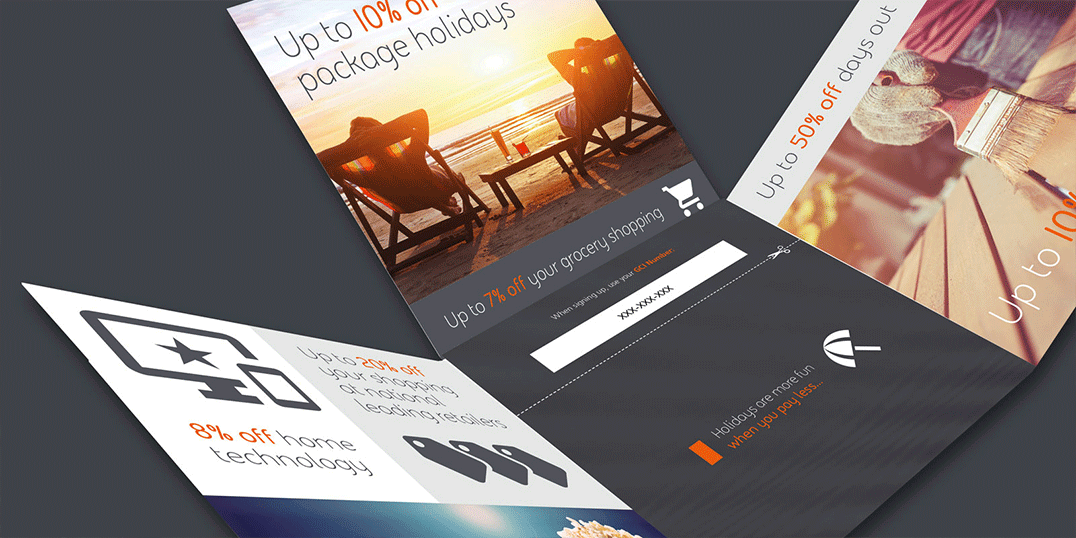 Up to 10% off
package holidays
Up to 7% off your grocery shopping
Up to 50% off days out
Up to 10%
When signing up, use your GCI Number:
XXX-XXX-XXX
Holidays are more fun
when you pay less...
Up to 20% off
your shopping
at national
leading retailers
8% off home
technology